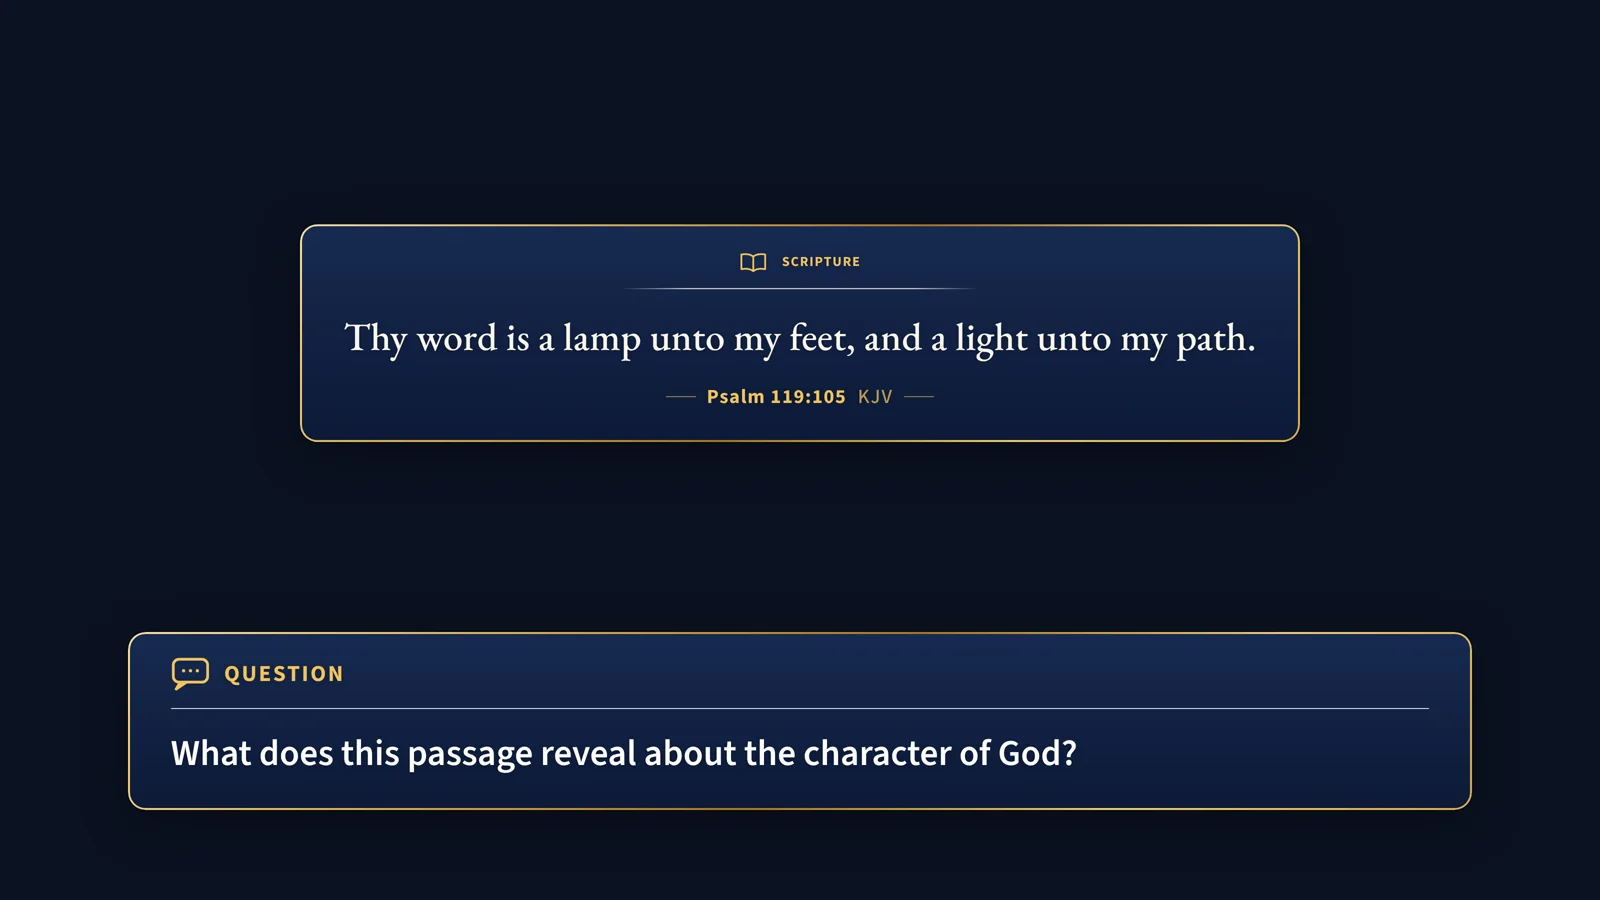 SCRIPTURE
Thy word is a lamp unto my feet, and a light unto my path.
Psalm 119:105 KJV
QUESTION
What does this passage reveal about the character of God?